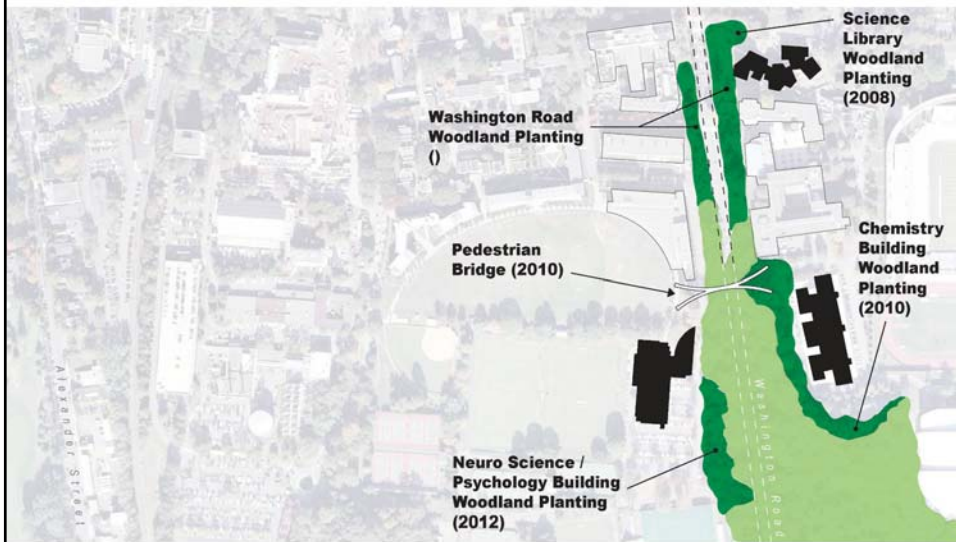 Science
Library
Woodland
Planting
(2008)
Washington Road
Woodland Planting
()
Pedestrian
Bridge (2010)
Chemistry
Building
Woodland
Planting
(2010)
Neuro Science /
Psychology Building
Woodland Planting
(2012)
Alexander Street
Washington Road